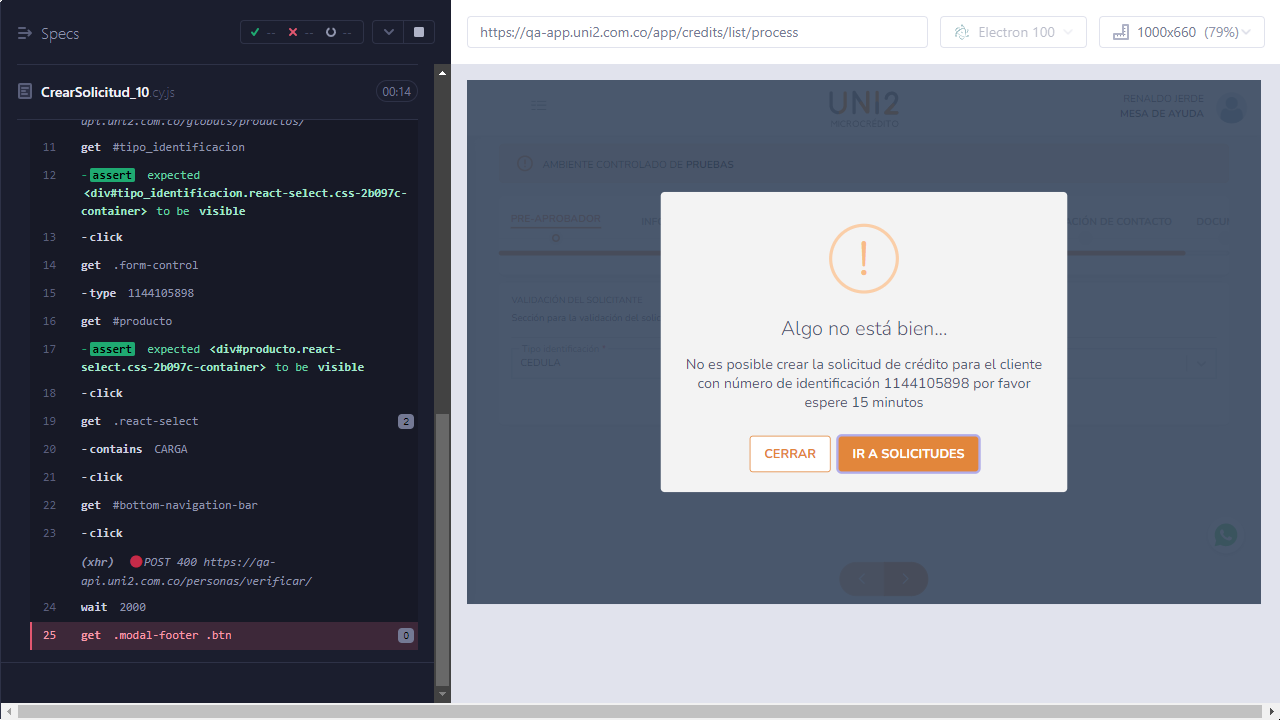 Specs
--
--
--
CrearSolicitud_10.cy.js
00:14
api.uni2.com.co/globals/productos/
11 get #tipo_identificacion
12 -assert expected
<div#tipo_identificacion.react-select.css-2b097c-
container> to be visible
13 -click
14 get .form-control
15 -type 1144105898
16 get #producto
17 -assert expected <div#producto.react-
select.css-2b097c-container> to be visible
18 -click
19 get .react-select 2
20 -contains CARGA
21 -click
22 get #bottom-navigation-bar
23 -click
(xhr) POST 400 https://qa-
api.uni2.com.co/personas/verificar/
24 wait 2000
25 get .modal-footer .btn 0
https://qa-app.uni2.com.co/app/credits/list/process
Electron 100
1000x660 (79%)
UNI2
MICROCRÉDITO
RENALDO JERDE
MESA DE AYUDA
AMBIENTE CONTROLADO DE PRUEBAS
PRE-APROBADOR
INF
ACIÓN DE CONTACTO
DOCU
VALIDACIÓN DEL SOLICITANTE
Sección para la validación del solic
Tipo identificación *
CEDULA
!
Algo no está bien...
No es posible crear la solicitud de crédito para el cliente
con número de identificación 1144105898 por favor
espere 15 minutos
CERRAR
IR A SOLICITUDES